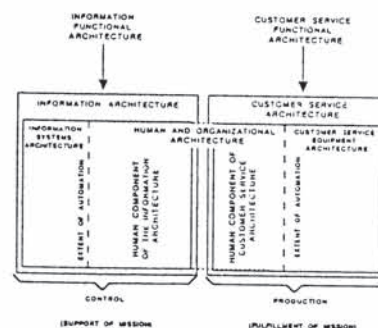 INFORMATION
FUNCTIONAL
ARCHITECTURE
CUSTOMER SERVICE
FUNCTIONAL
ARCHITECTURE
INFORMATION ARCHITECTURE
CUSTOMER SERVICE
ARCHITECTURE
INFORMATION
SYSTEMS
ARCHITECTURE
HUMAN AND ORGANIZATIONAL
ARCHITECTURE
CUSTOMER SERVICE
EQUIPMENT
ARCHITECTURE
EXTENT OF AUTOMATION
HUMAN COMPONENT
OF THE INFORMATION
ARCHITECTURE
HUMAN COMPONENT OF
CUSTOMER SERVICE
ARCHITECTURE
EXTENT OF AUTOMATION
CONTROL
PRODUCTION
(SUPPORT OF MISSION)
(FULFILLMENT OF MISSION)